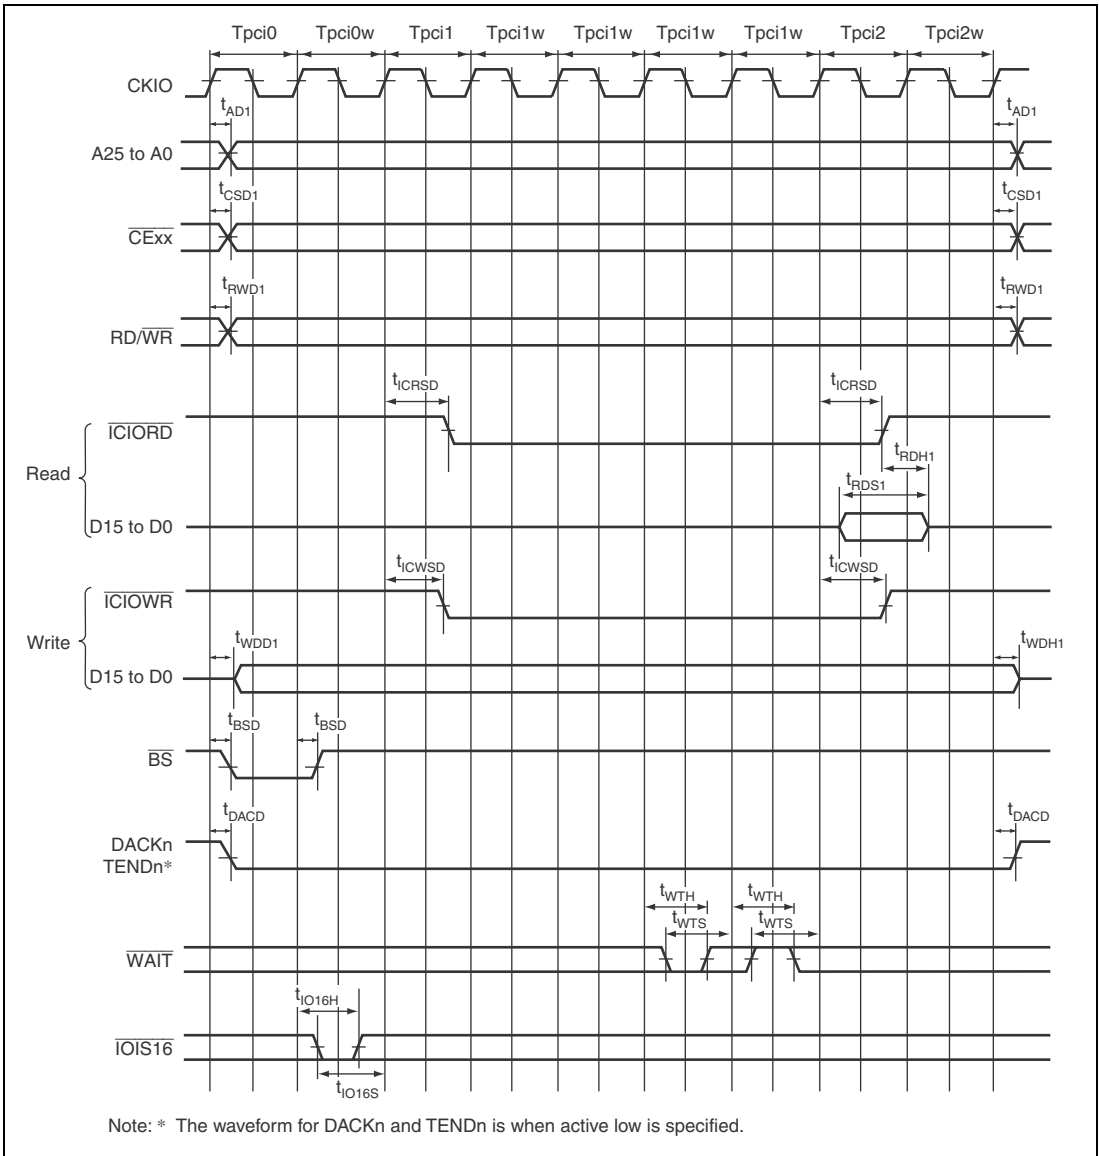 Tpci0 Tpci0w Tpci1 Tpci1w Tpci1w Tpci1w Tpci1w Tpci2 Tpci2w
CKIO
tAD1 tAD1
A25 to A0
tCSD1 tCSD1
CExx
tRWD1 tRWD1
RD/WR
tICRSD tICRSD
ICIORD
tRDH1
Read
tRDS1
D15 to D0
tICWSD tICWSD
ICIOWR
Write
tWDD1 tWDH1
D15 to D0
tBSD tBSD
BS
tDACD tDACD
DACKn
TENDn*
tWTH tWTH
tWTS tWTS
WAIT
tIO16H
IOIS16
tIO16S
Note: * The waveform for DACKn and TENDn is when active low is specified.